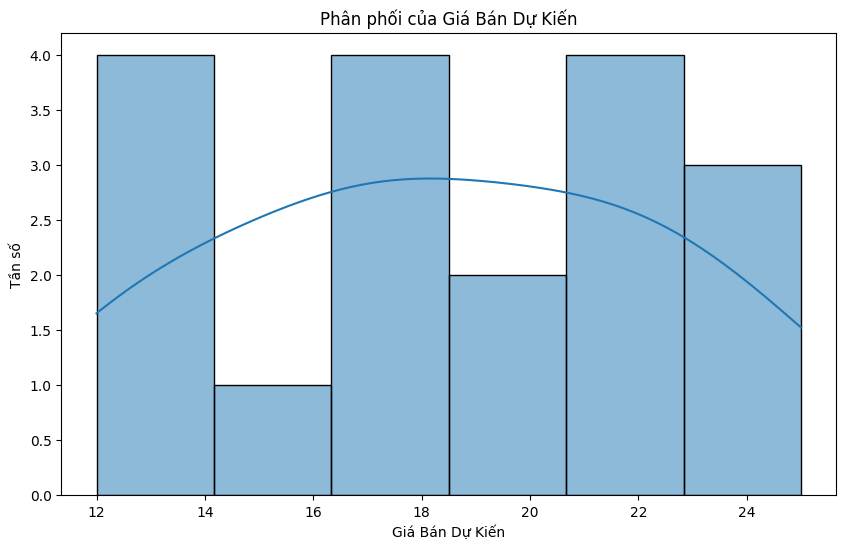 Phân phối của Giá Bán Dự Kiến
4.0
3.5
3.0
2.5
2.0
1.5
1.0
0.5
0.0
Tần số
12 14 16 18 20 22 24
Giá Bán Dự Kiến